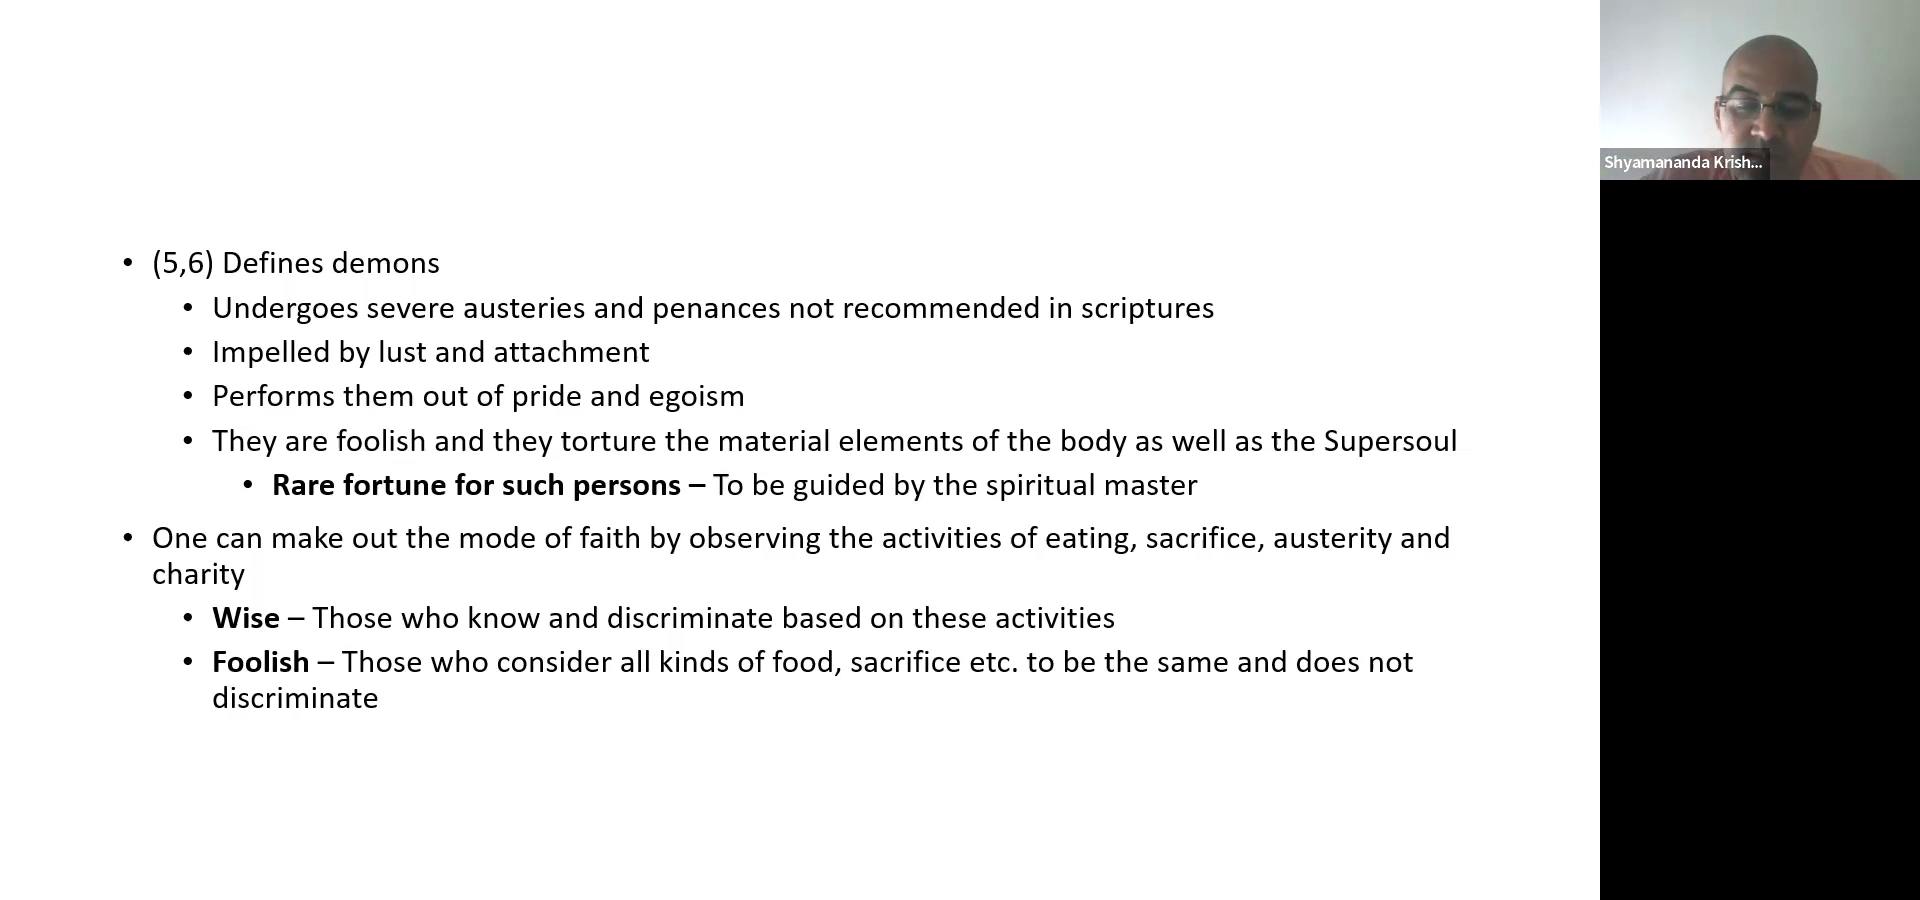 • (5,6) Defines demons
• Undergoes severe austeries and penances not recommended in scriptures
• Impelled by lust and attachment
• Performs them out of pride and egoism
• They are foolish and they torture the material elements of the body as well as the Supersoul
• Rare fortune for such persons – To be guided by the spiritual master
• One can make out the mode of faith by observing the activities of eating, sacrifice, austerity and
charity
• Wise – Those who know and discriminate based on these activities
• Foolish – Those who consider all kinds of food, sacrifice etc. to be the same and does not
discriminate
Shyamananda Krish...